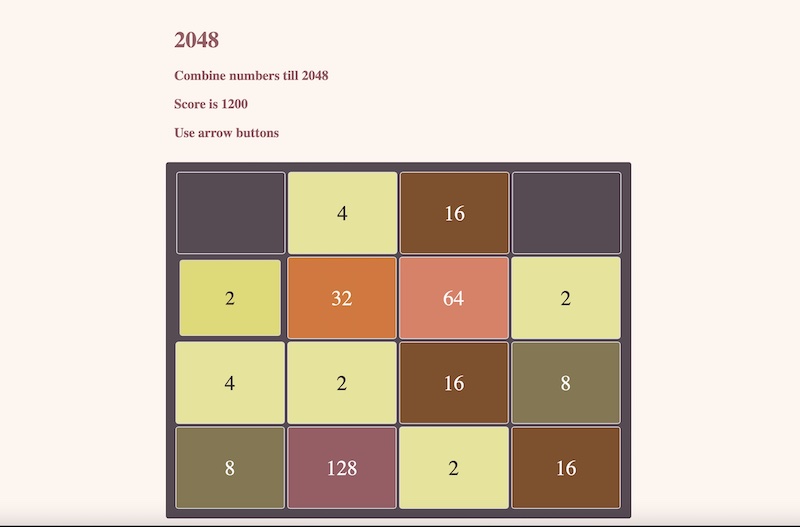 2048
Combine numbers till 2048
Score is 1200
Use arrow buttons
4 16
2 32 64 2
4 2 16 8
8 128 2 16